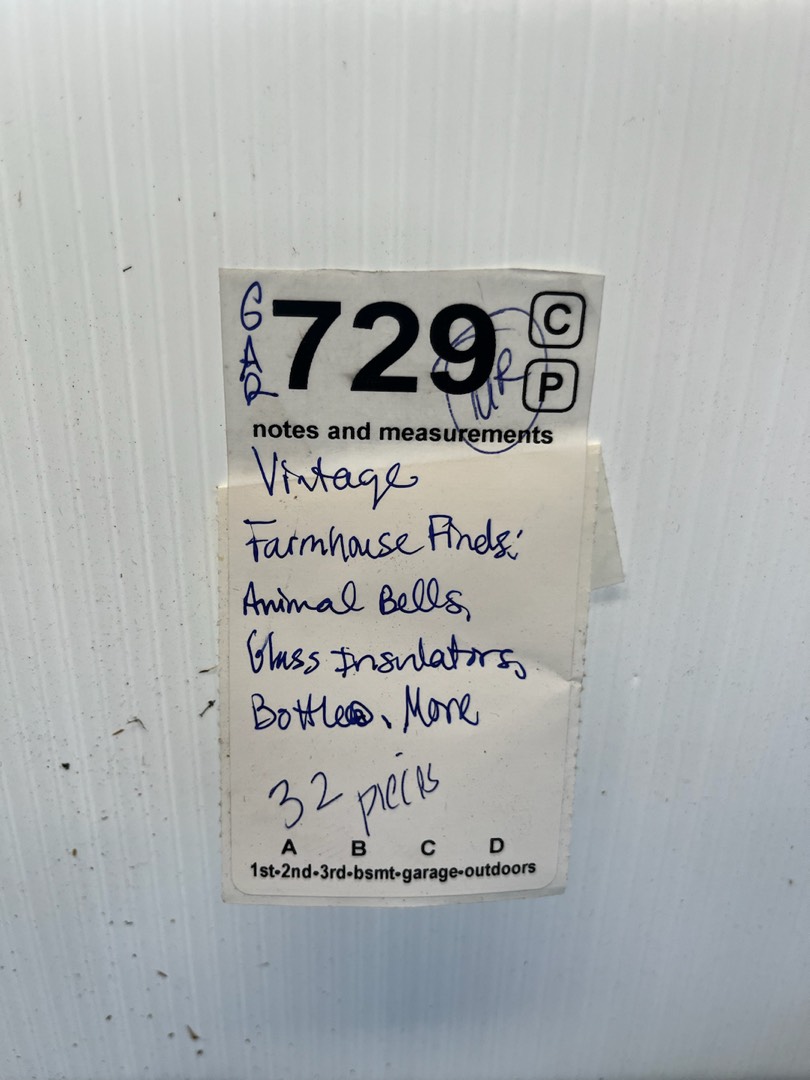 GAR
729
C
P
MR
notes and measurements
Vintage
Farmhouse Finds:
Animal Bells,
Glass Insulators,
Bottles, More
32 pieces
A B C D
1st-2nd-3rd-bsmt-garage-outdoors